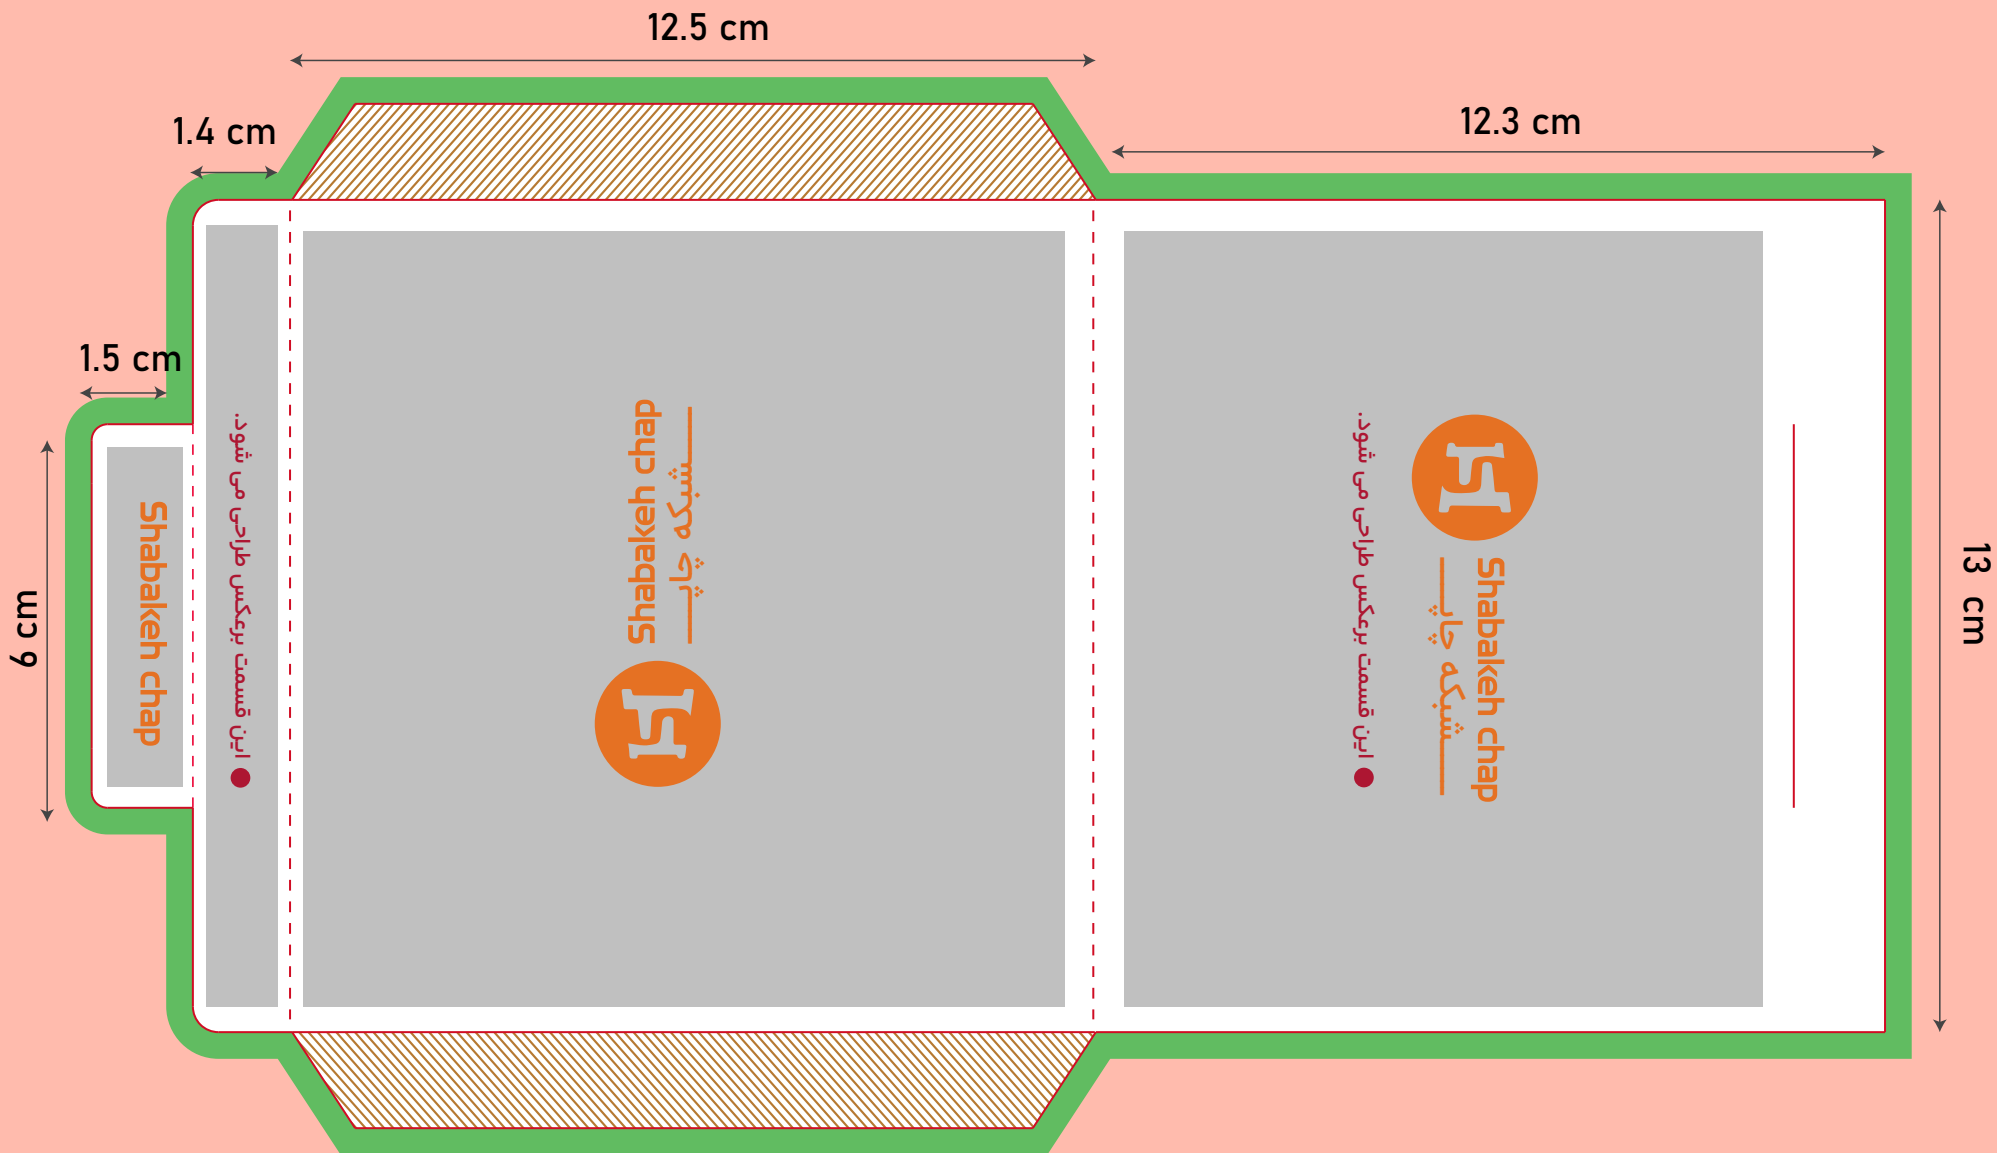 12.5 cm
1.4 cm
12.3 cm
1.5 cm
6 cm
13 cm
Shabakeh chap
● این قسمت برعکس طراحی می شود.
Shabakeh chap
شبکه چاپ
● این قسمت برعکس طراحی می شود.
شبکه چاپ
Shabakeh chap